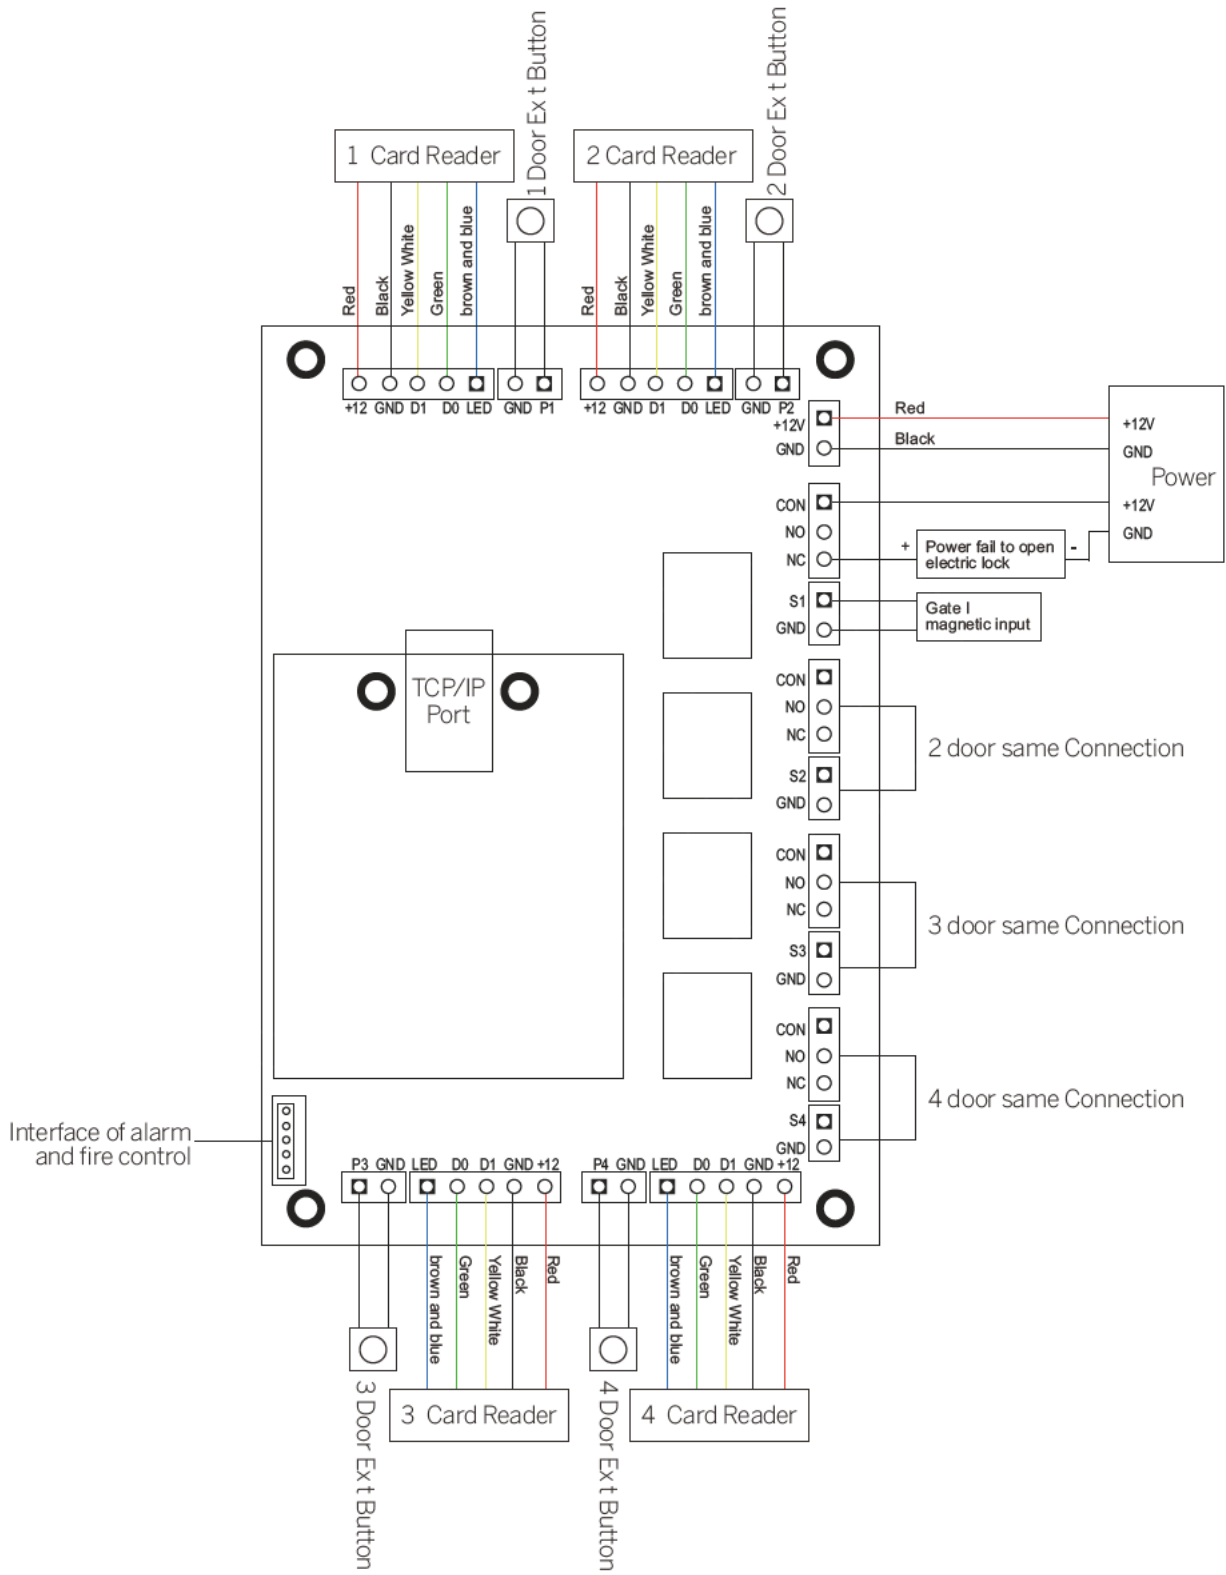 1 Door Ex t Button
2 Door Ex t Button
1 Card Reader
2 Card Reader
Red
Black
Yellow White
Green
brown and blue
Red
Black
Yellow White
Green
brown and blue
+12 GND D1 D0 LED
GND P1
+12 GND D1 D0 LED
GND P2
+12V
GND
Red
Black
+12V
GND
Power
+12V
GND
CON
NO
NC
+
Power fail to open
electric lock
-
S1
GND
Gate I
magnetic input
TCP/IP
Port
CON
NO
NC
S2
GND
2 door same Connection
CON
NO
NC
S3
GND
3 door same Connection
CON
NO
NC
S4
GND
4 door same Connection
Interface of alarm
and fire control
P3 GND
LED D0 D1 GND +12
P4 GND
LED D0 D1 GND +12
brown and blue
Green
Yellow White
Black
Red
brown and blue
Green
Yellow White
Black
Red
3 Card Reader
4 Card Reader
3 Door Ex t Button
4 Door Ex t Button